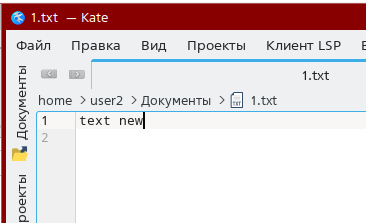 1.txt — Kate
Файл Правка Вид Проекты Клиент LSP
1.txt
home > user2 > Документы > 1.txt
Документы
1 text new
2